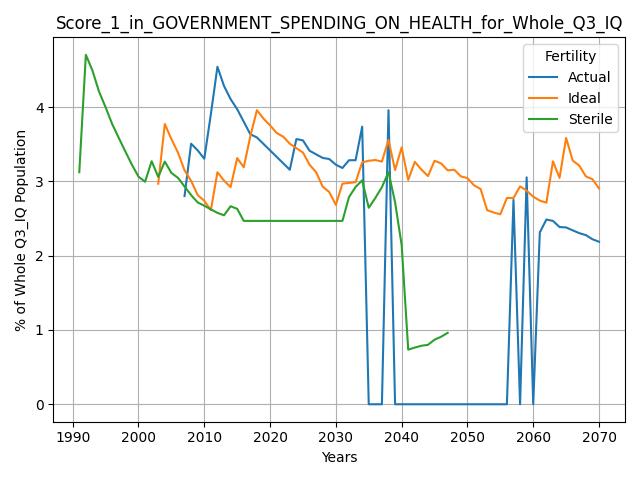 Score_1_in_GOVERNMENT_SPENDING_ON_HEALTH_for_Whole_Q3_IQ
Fertility
Actual
Ideal
Sterile
% of Whole Q3_IQ Population
4
3
2
1
0
1990 2000 2010 2020 2030 2040 2050 2060 2070
Years